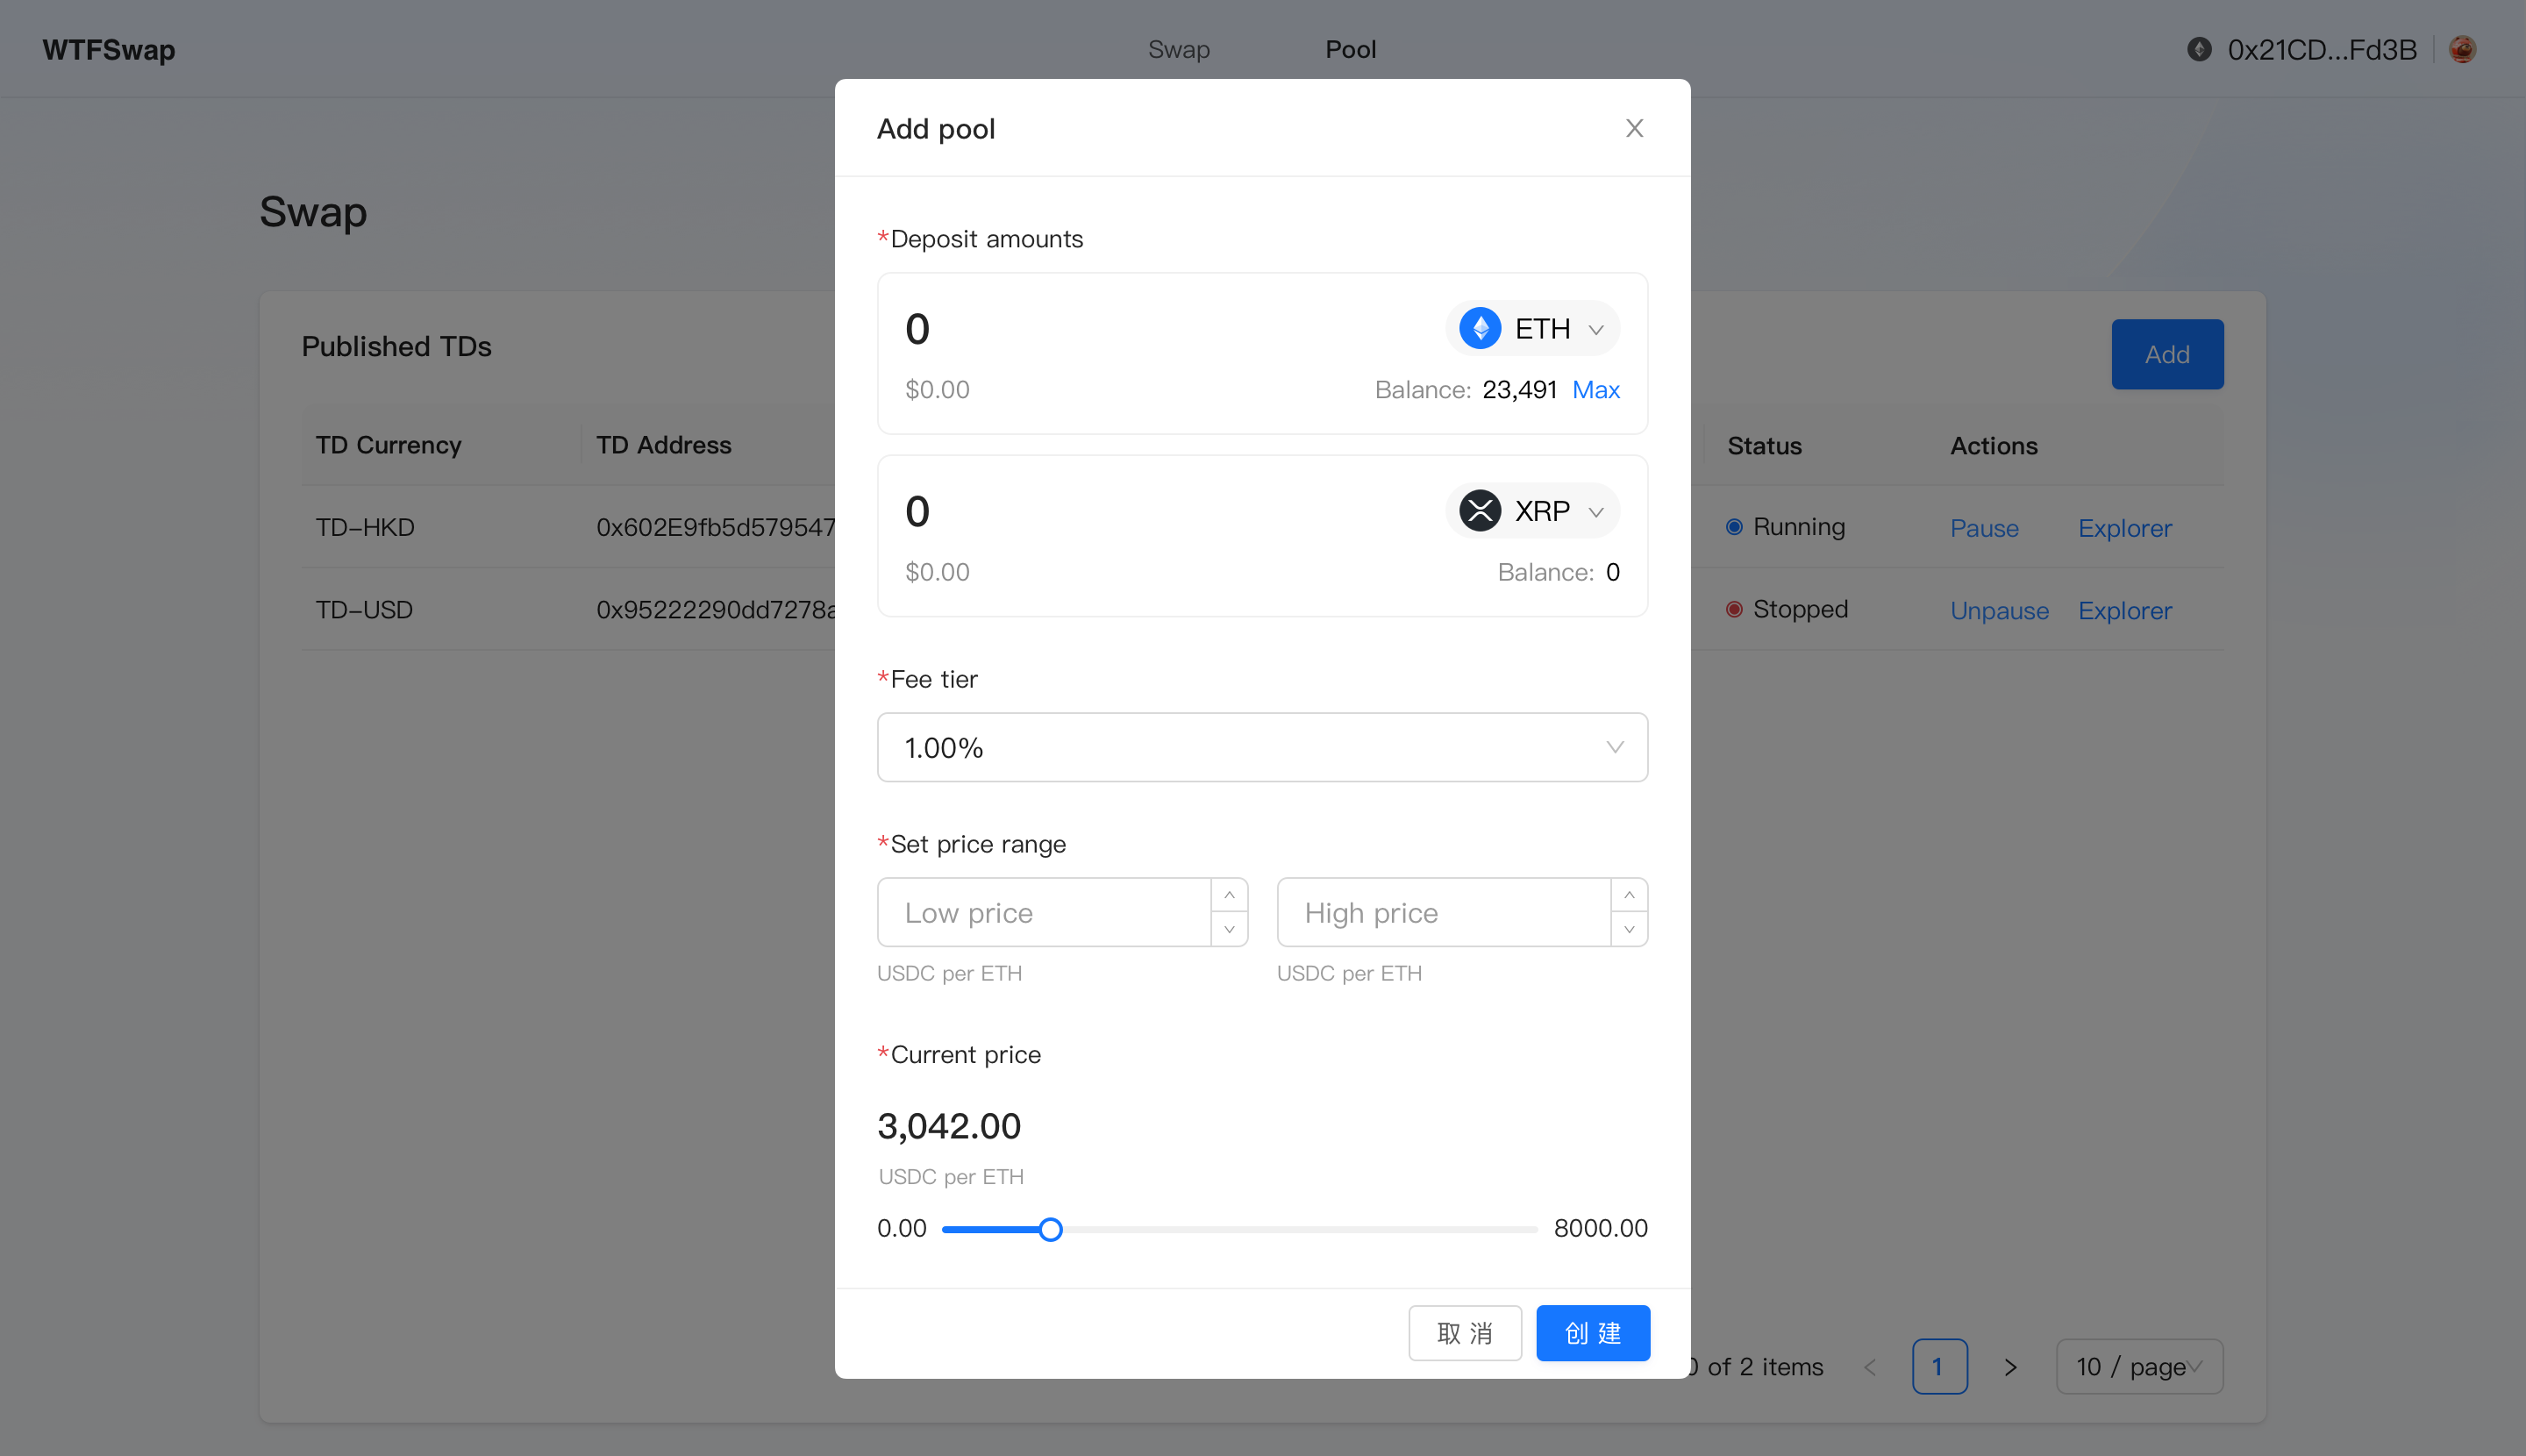 WTFSwap
Swap
Pool
0x21CD...Fd3B
Swap
Published TDs
Add
TD Currency
TD Address
Status
Actions
TD-HKD
0x602E9fb5d579547
Running
Pause
Explorer
TD-USD
0x95222290dd7278
Stopped
Unpause
Explorer
of 2 items
1
10 / page
Add pool
*Deposit amounts
0
ETH
$0.00
Balance: 23,491 Max
0
XRP
$0.00
Balance: 0
*Fee tier
1.00%
*Set price range
Low price
High price
USDC per ETH
USDC per ETH
*Current price
3,042.00
USDC per ETH
0.00
8000.00
取 消
创 建